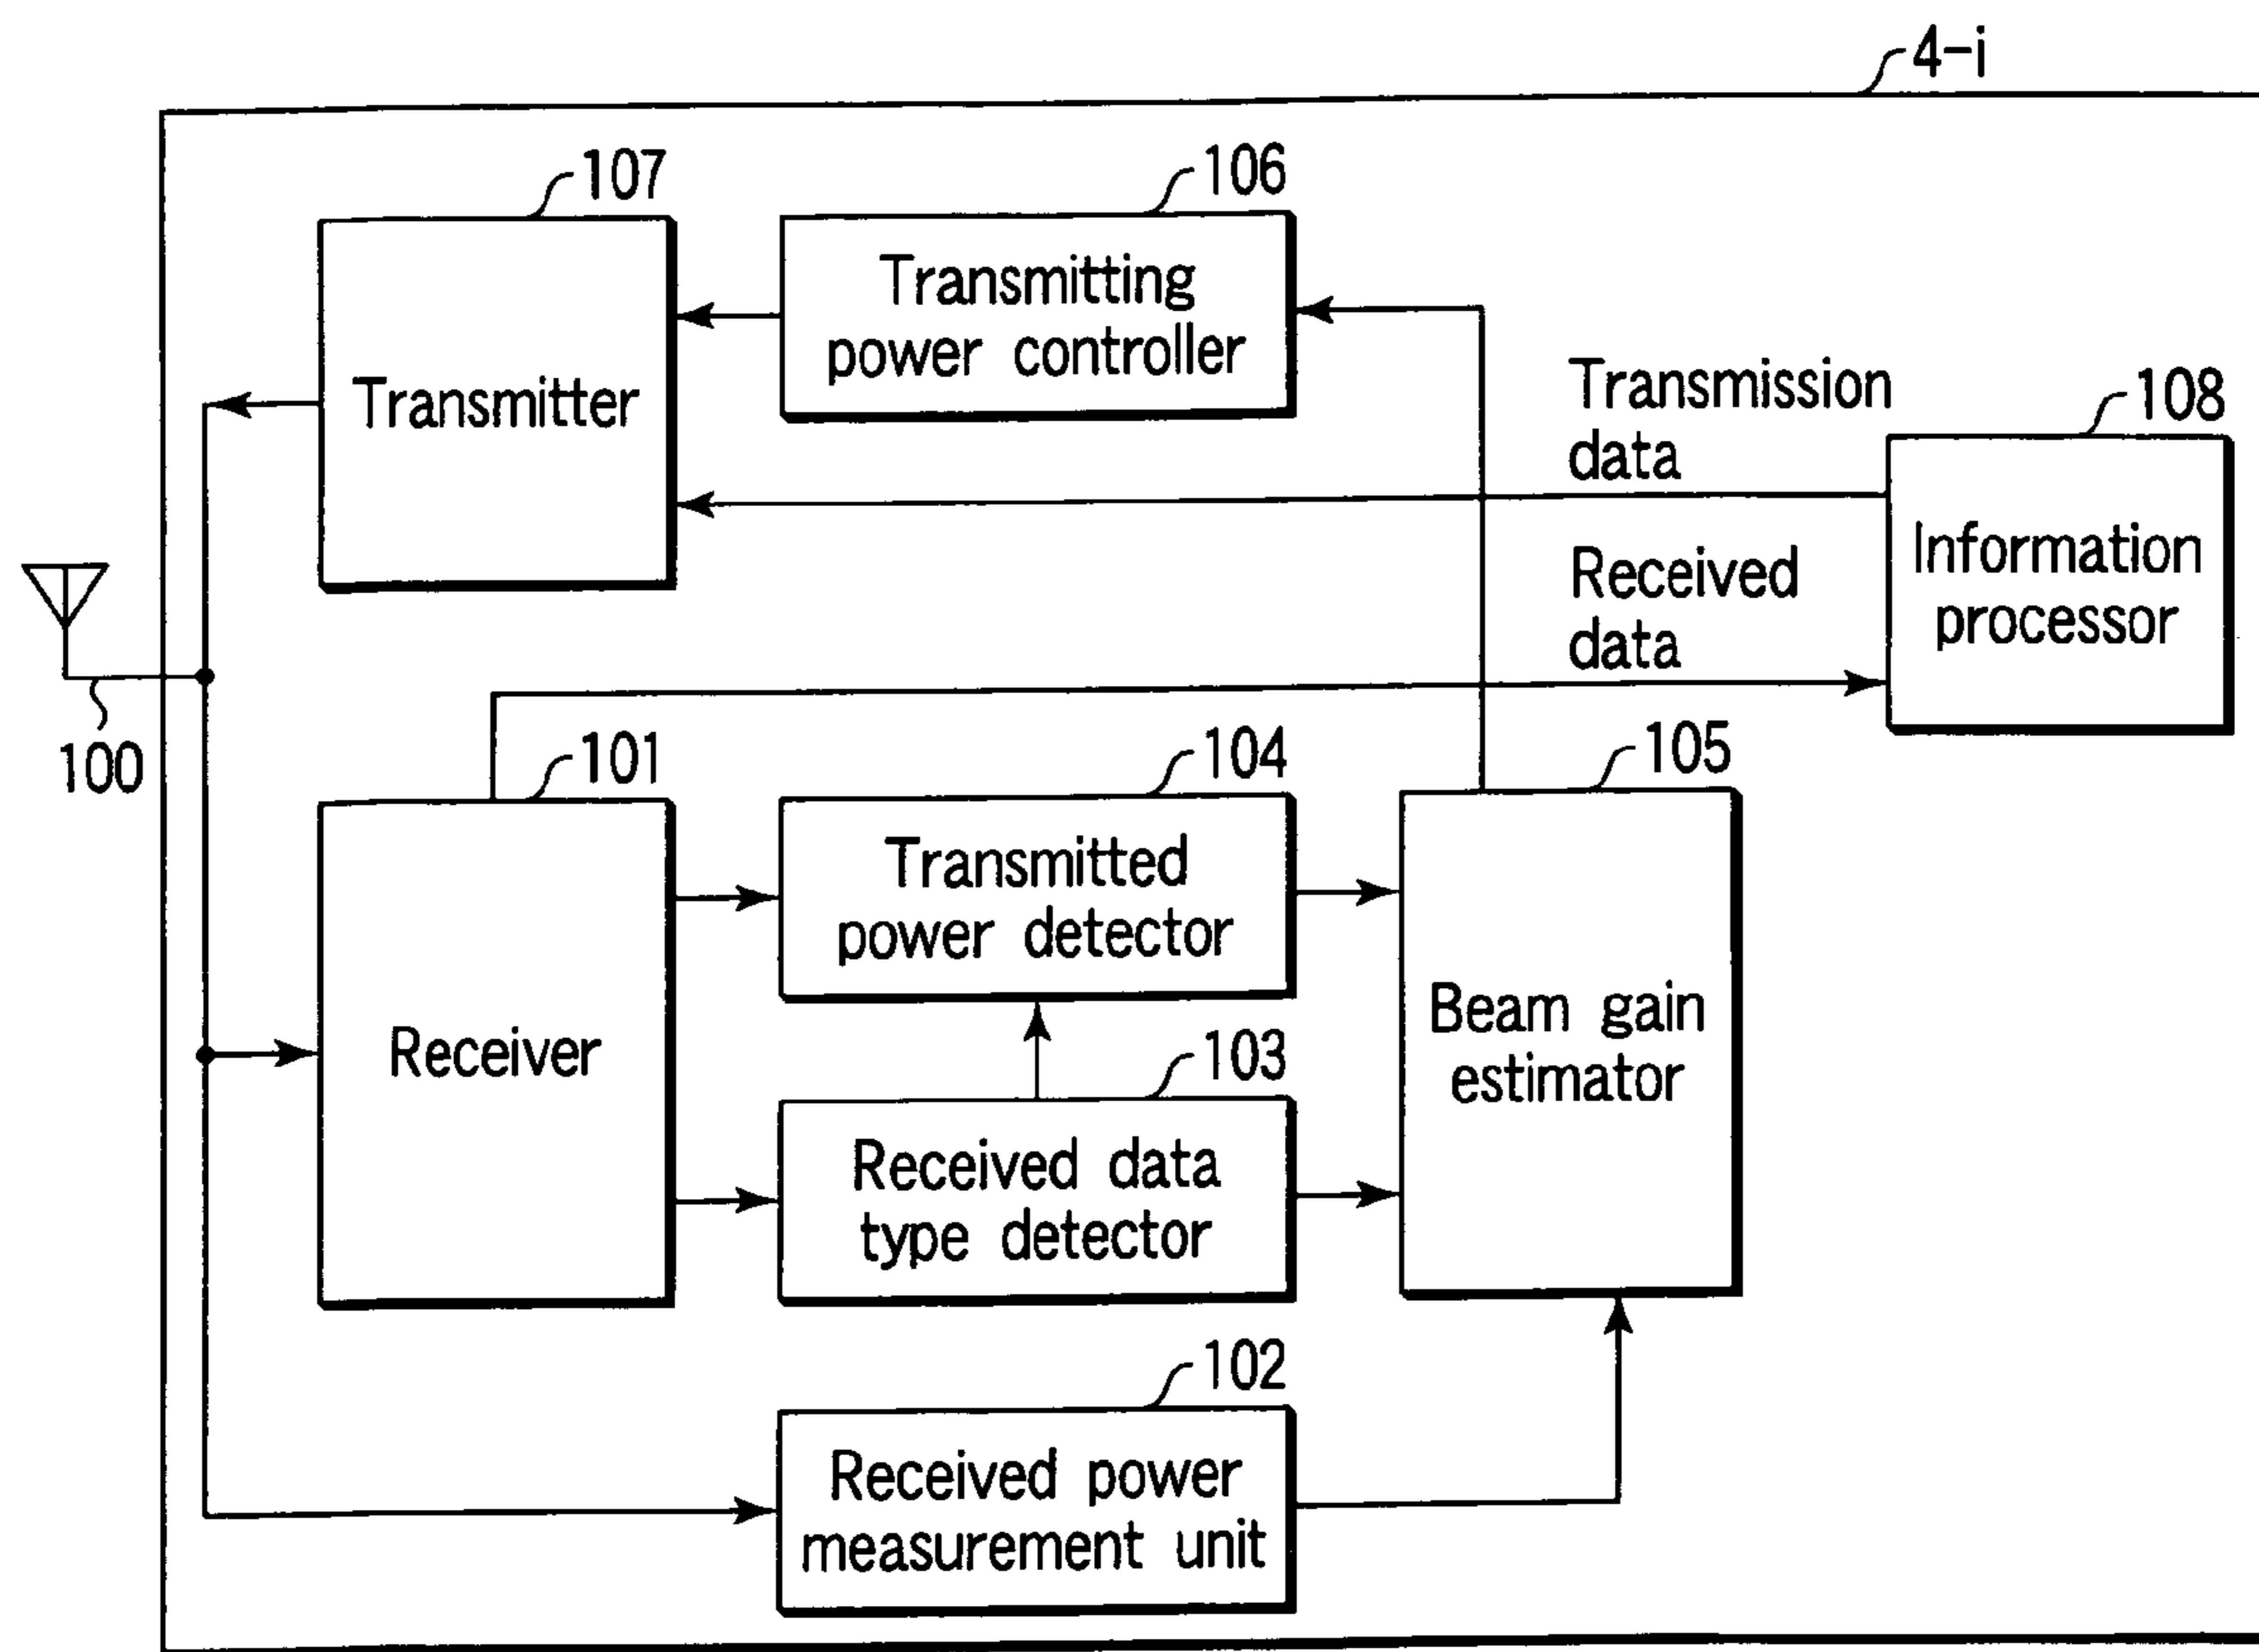 4-i
107
106
Transmitting
power controller
Transmitter
Transmission
data
108
Information
processor
Received
data
100
101
104
105
Transmitted
power detector
Receiver
Beam gain
estimator
103
Received data
type detector
102
Received power
measurement unit